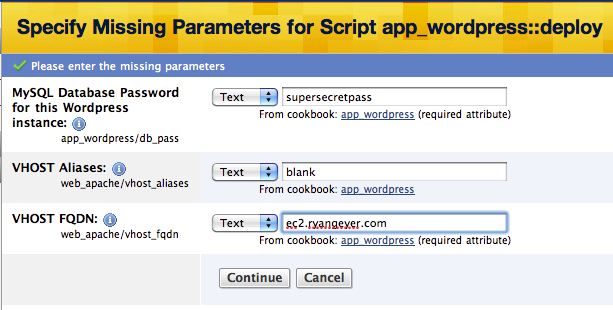 Specify Missing Parameters for Script app_wordpress::deploy
Please enter the missing parameters
MySQL Database Password
for this Wordpress
instance:
app_wordpress/db_pass
Text
supersecretpass
From cookbook: app_wordpress (required attribute)
VHOST Aliases:
web_apache/vhost_aliases
Text
blank
From cookbook: app_wordpress
VHOST FQDN:
web_apache/vhost_fqdn
Text
ec2.ryangeyer.com
From cookbook: app_wordpress (required attribute)
Continue
Cancel